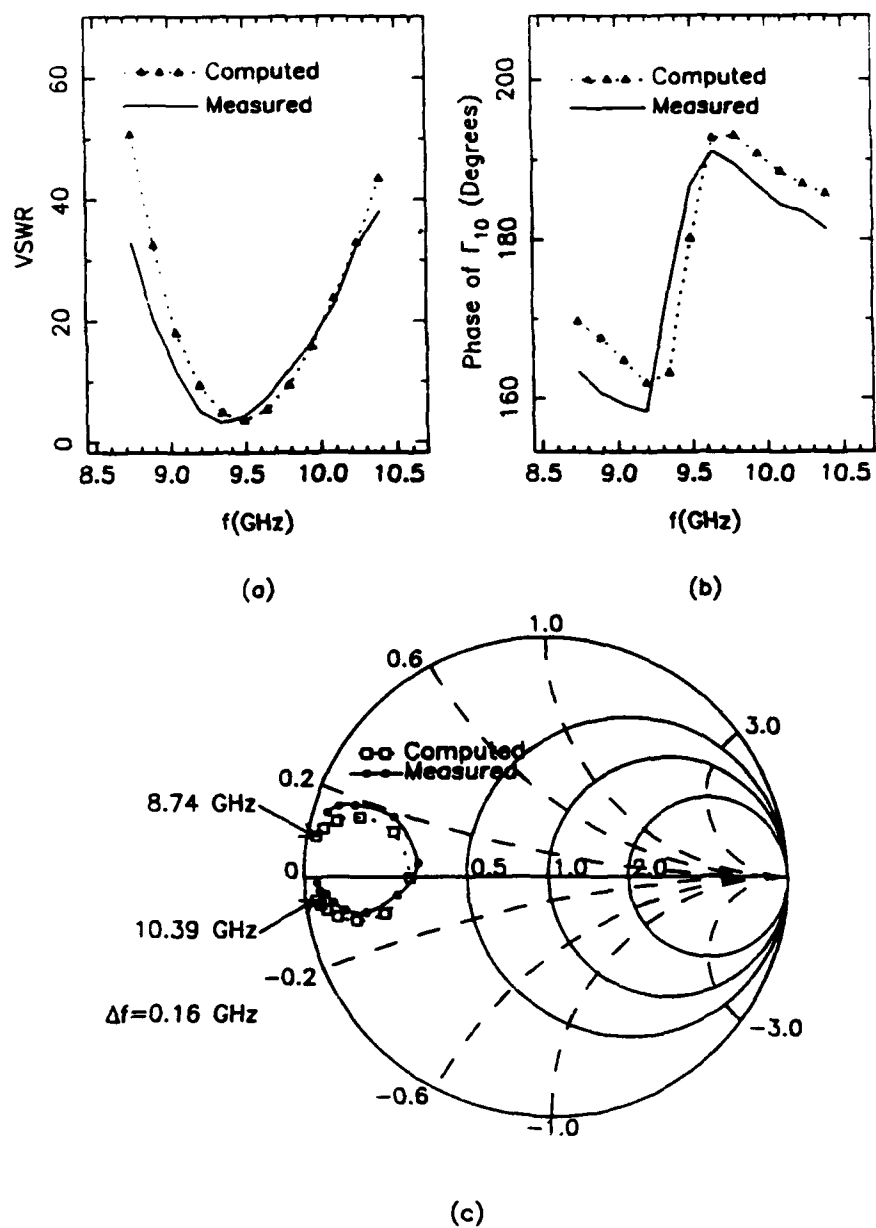 60
40
20
0
VSWR
Computed
Measured
8.5 9.0 9.5 10.0 10.5
f(GHz)
(a)
200
180
160
Phase of Γ10 (Degrees)
Computed
Measured
8.5 9.0 9.5 10.0 10.5
f(GHz)
(b)
1.0
0.6
3.0
Computed
Measured
0.2
8.74 GHz
0
0.5 1.0 2.0
10.39 GHz
-0.2
Δf=0.16 GHz
-3.0
-0.6
-1.0
(c)